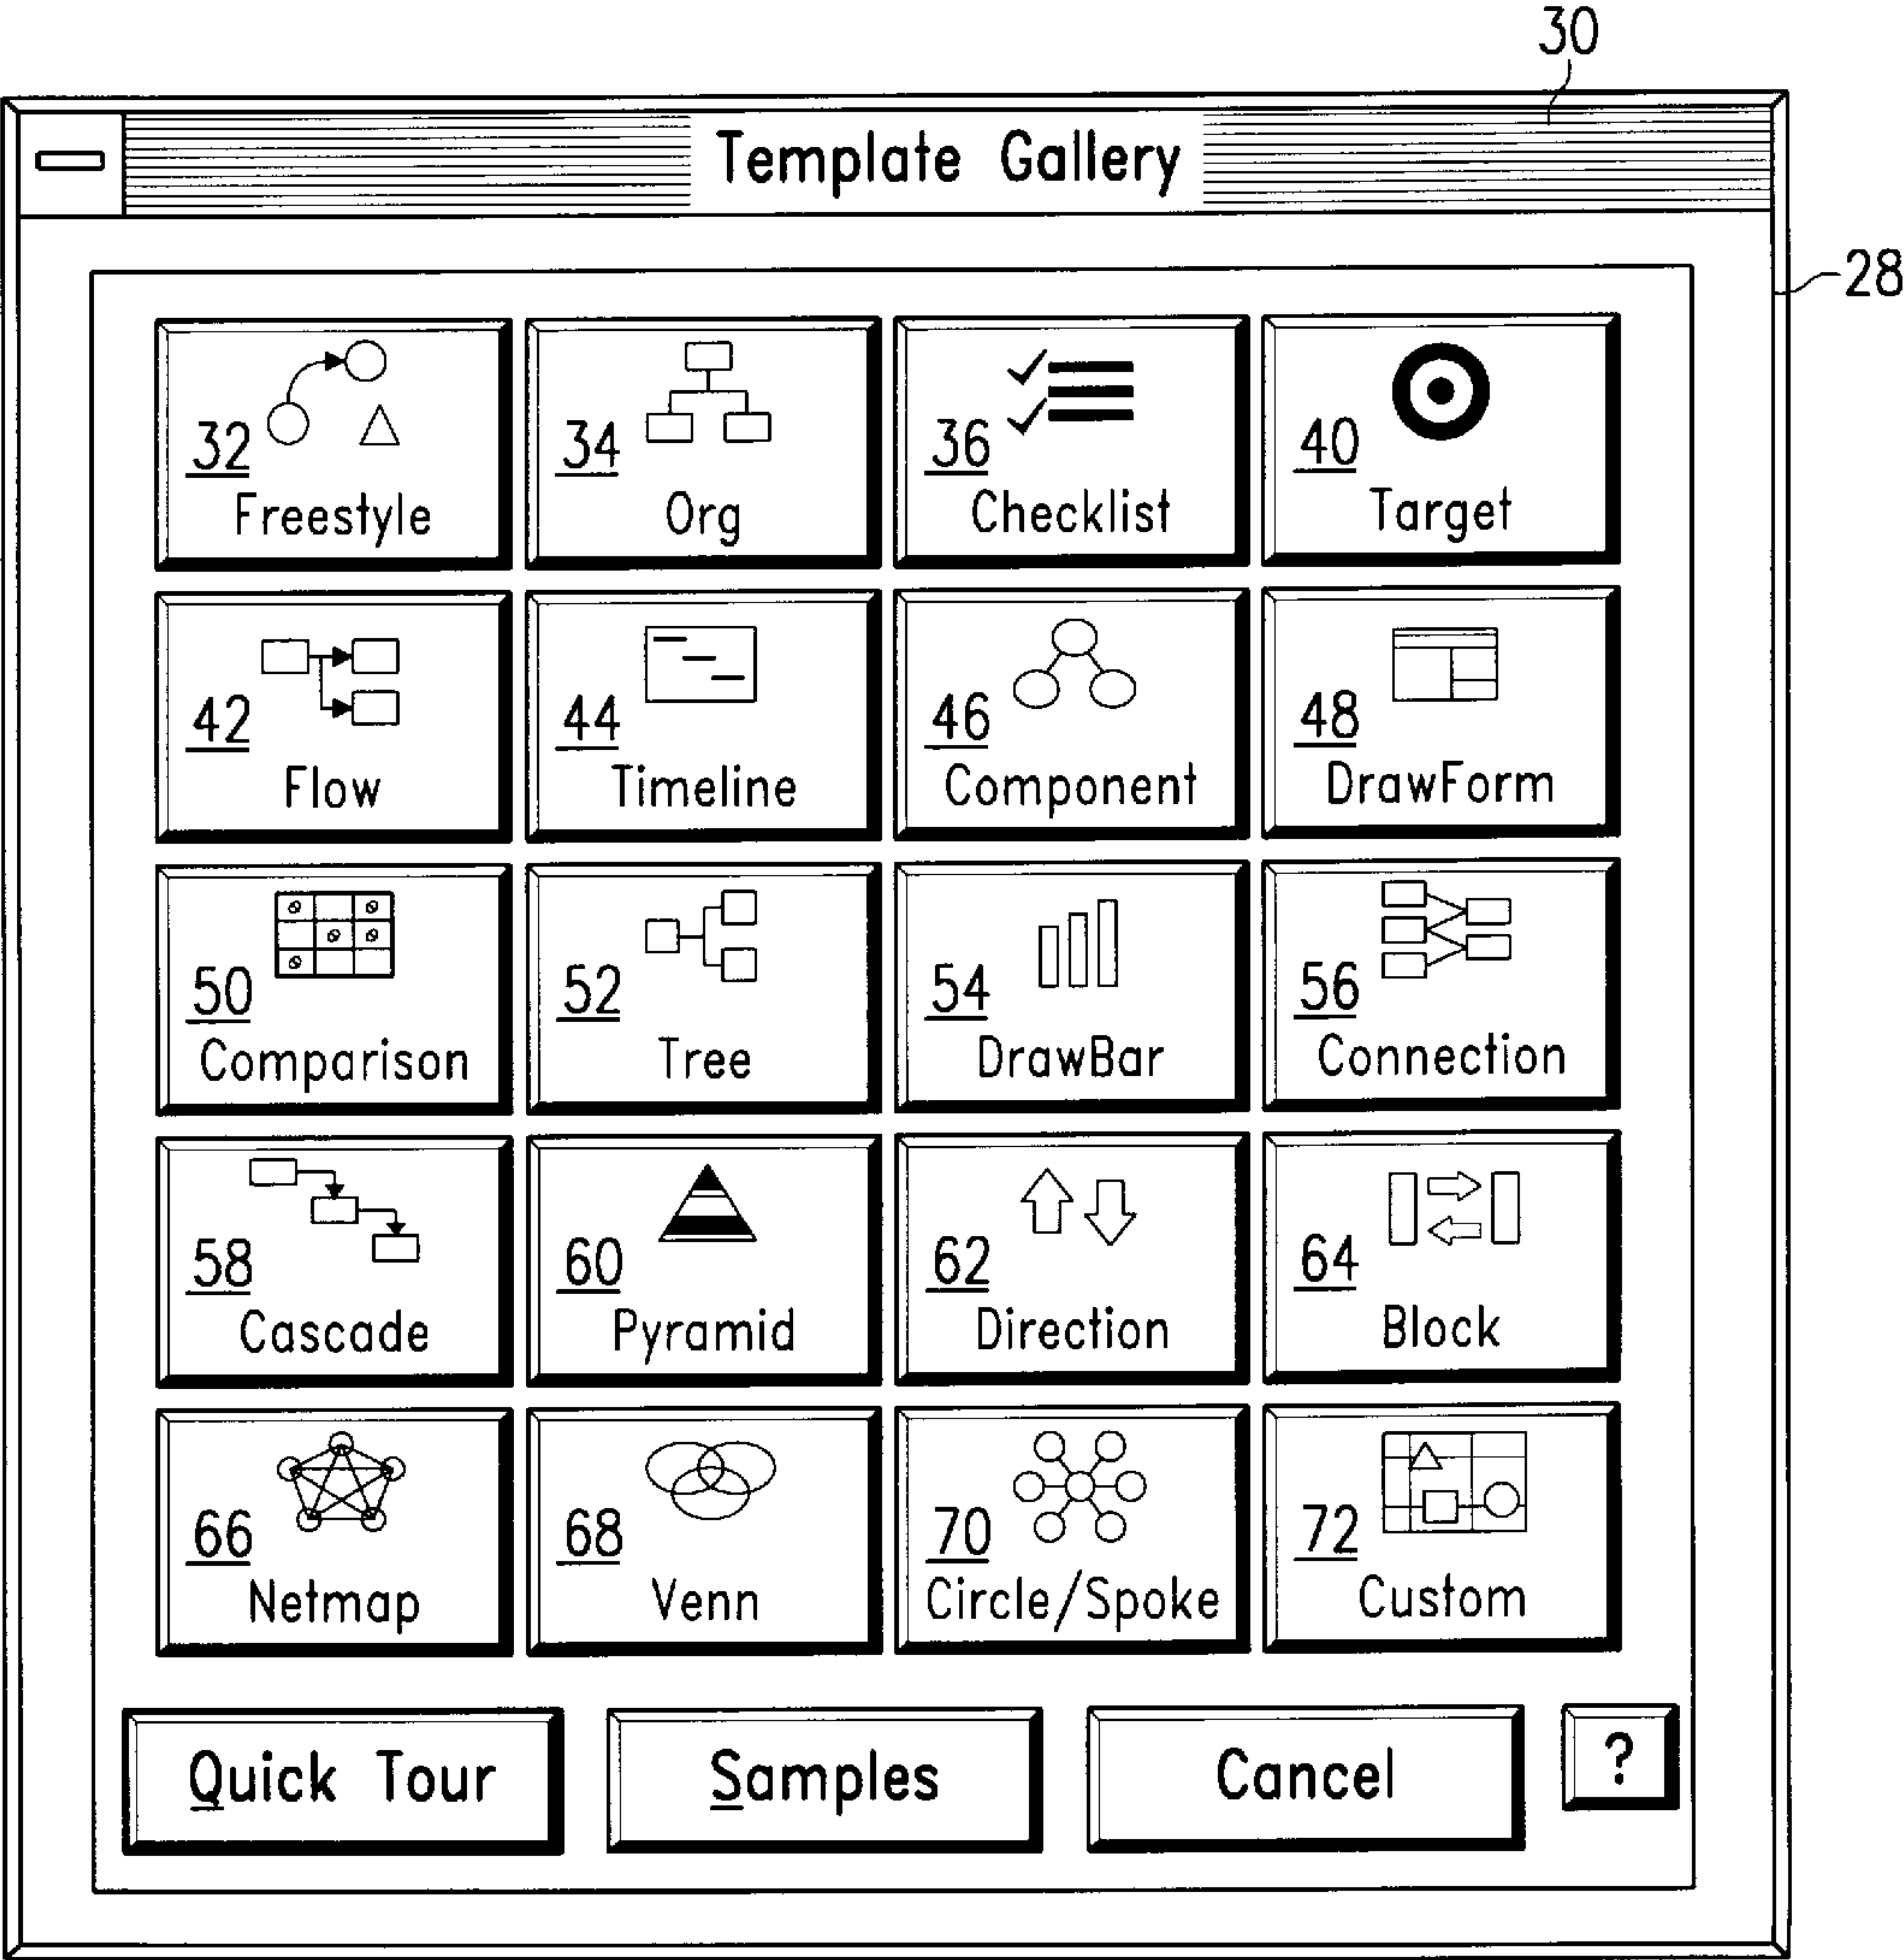 30
Template Gallery
28
32 34 36 40
Freestyle Org Checklist Target
42 44 46 48
Flow Timeline Component DrawForm
50 52 54 56
Comparison Tree DrawBar Connection
58 60 62 64
Cascade Pyramid Direction Block
66 68 70 72
Netmap Venn Circle/Spoke Custom
Quick Tour Samples Cancel ?